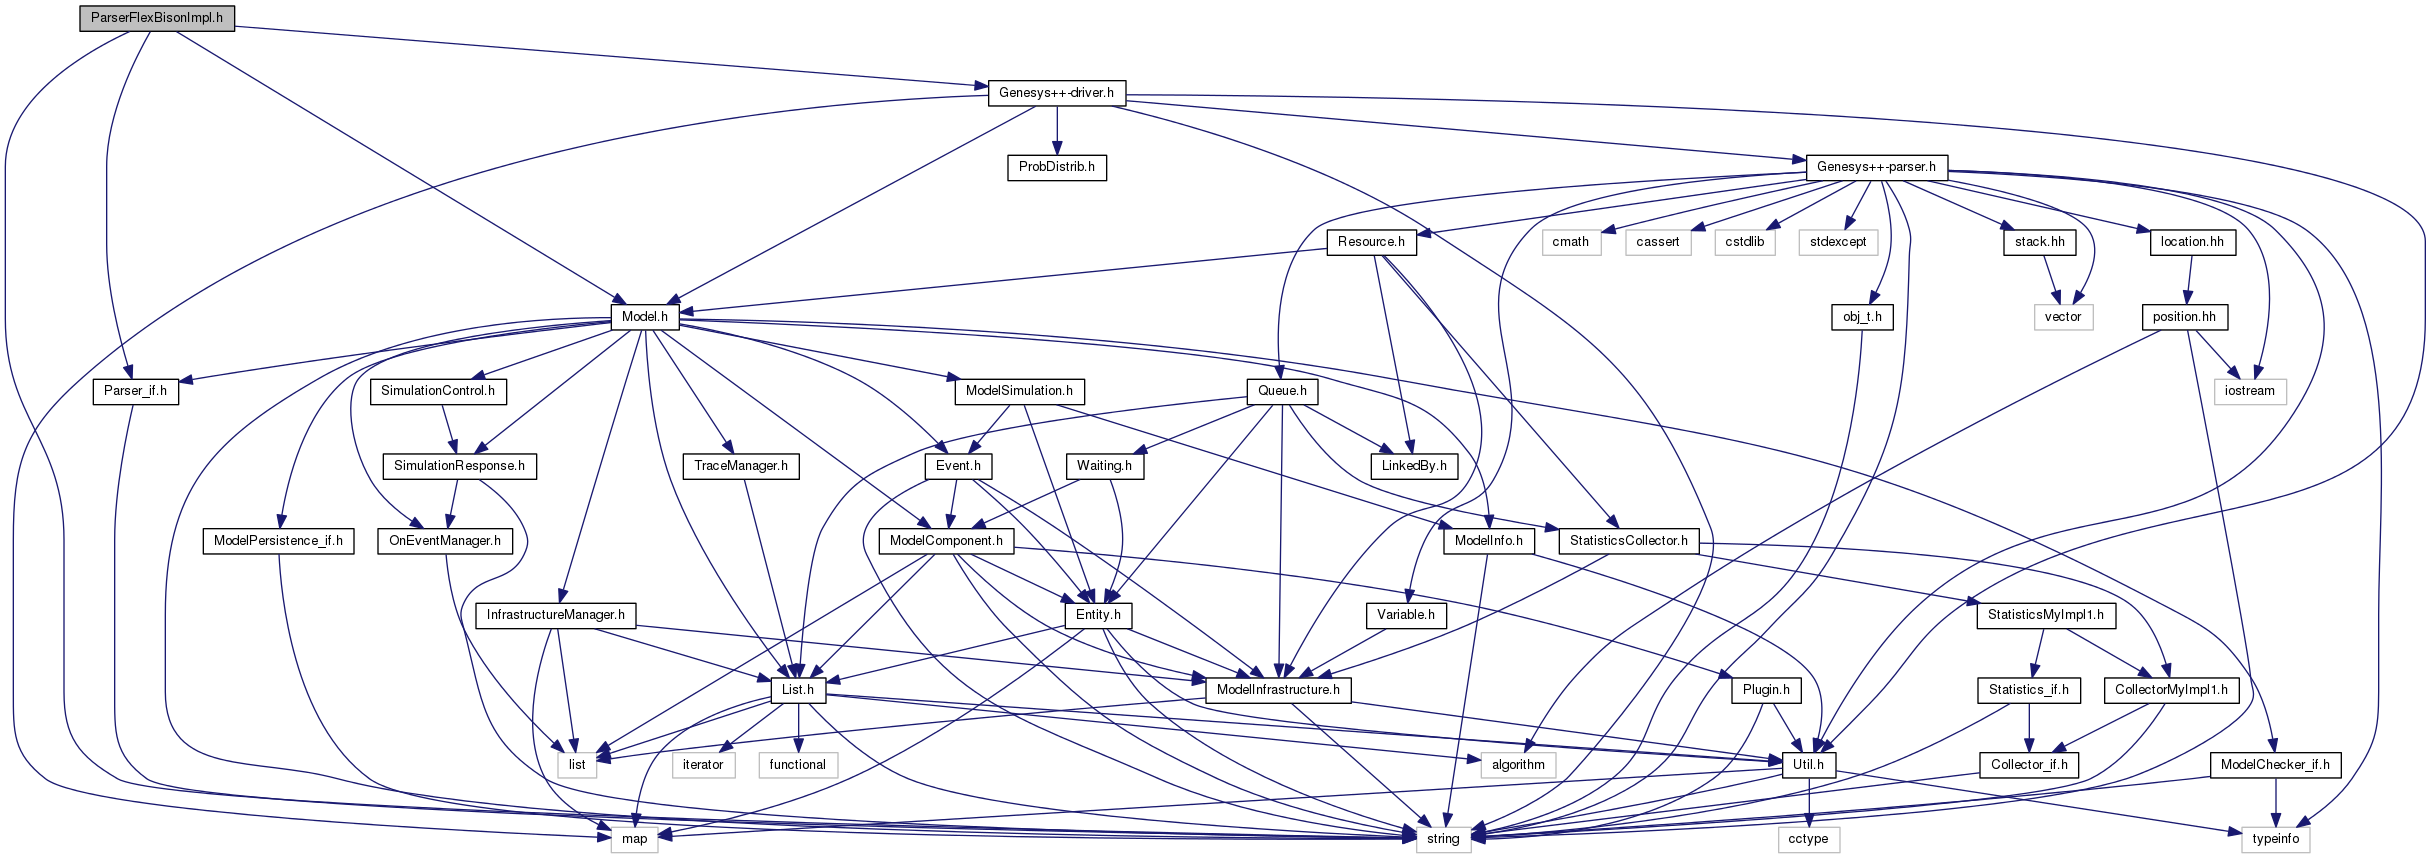 ParserFlexBisonImpl.h
Genesys++-driver.h
ProbDistrib.h
Genesys++-parser.h
Resource.h
cmath
cassert
cstdlib
stdexcept
stack.hh
location.hh
Model.h
obj_t.h
vector
position.hh
Parser_if.h
SimulationControl.h
ModelSimulation.h
Queue.h
iostream
SimulationResponse.h
TraceManager.h
Event.h
Waiting.h
LinkedBy.h
ModelPersistence_if.h
OnEventManager.h
ModelComponent.h
ModelInfo.h
StatisticsCollector.h
InfrastructureManager.h
Entity.h
Variable.h
StatisticsMyImpl1.h
List.h
ModelInfrastructure.h
Plugin.h
Statistics_if.h
CollectorMyImpl1.h
list
iterator
functional
algorithm
Util.h
Collector_if.h
ModelChecker_if.h
map
string
cctype
typeinfo